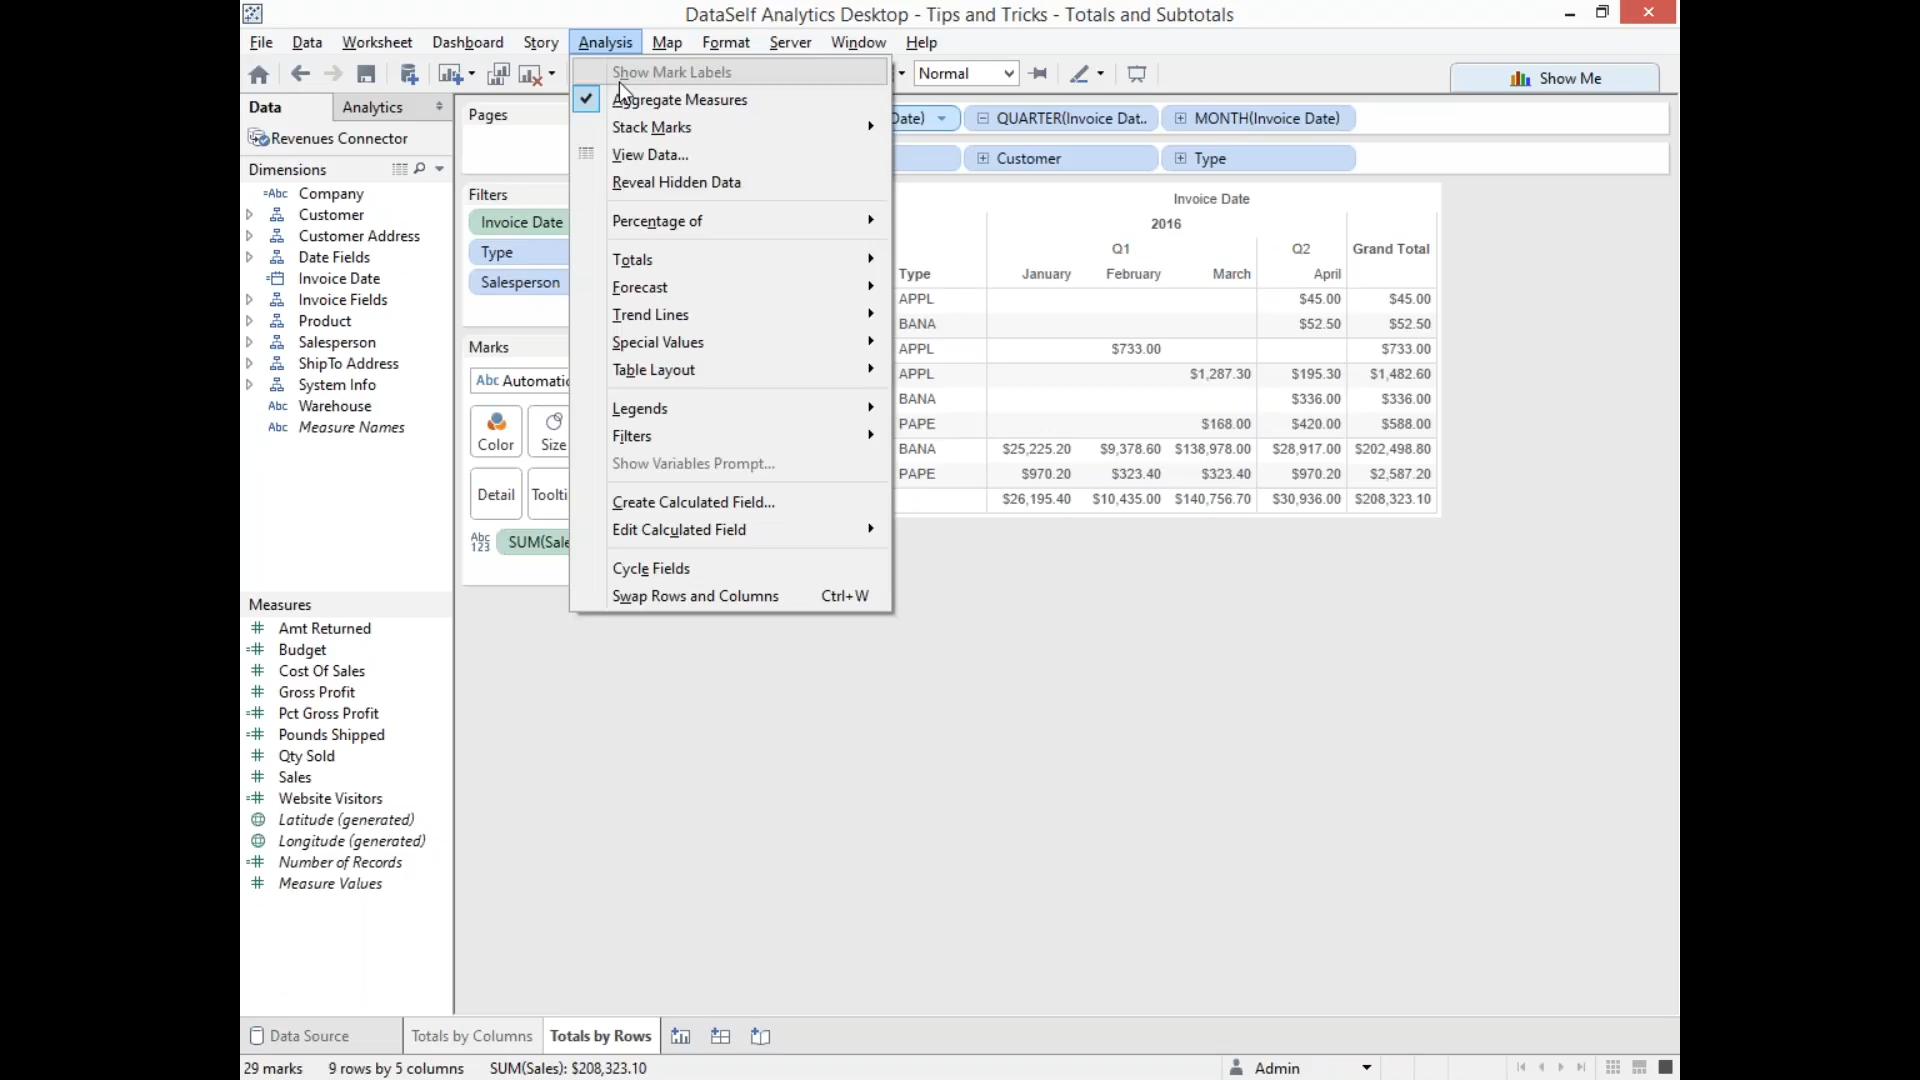 DataSelf Analytics Desktop - Tips and Tricks - Totals and Subtotals
File Data Worksheet Dashboard Story Analysis Map Format Server Window Help
Normal
Show Me
Data Analytics
Revenues Connector
Dimensions
Abc Company
Customer
Customer Address
Date Fields
Invoice Date
Invoice Fields
Product
Salesperson
ShipTo Address
System Info
Abc Warehouse
Abc Measure Names
Measures
Amt Returned
Budget
Cost Of Sales
Gross Profit
Pct Gross Profit
Pounds Shipped
Qty Sold
Sales
Website Visitors
Latitude (generated)
Longitude (generated)
Number of Records
Measure Values
Pages
Filters
Invoice Date
Type
Salesperson
Marks
Abc Automatic
Color Size
Detail Toolti
Abc
123
SUM(Sale
Show Mark Labels
Aggregate Measures
Stack Marks
View Data...
Reveal Hidden Data
Percentage of
Totals
Forecast
Trend Lines
Special Values
Table Layout
Legends
Filters
Show Variables Prompt...
Create Calculated Field...
Edit Calculated Field
Cycle Fields
Swap Rows and Columns Ctrl+W
Date) QUARTER(Invoice Dat.. MONTH(Invoice Date)
Customer Type
Invoice Date
2016
Q1 Q2 Grand Total
Type January February March April
APPL $45.00 $45.00
BANA $52.50 $52.50
APPL $733.00 $733.00
APPL $1,287.30 $195.30 $1,482.60
BANA $336.00 $336.00
PAPE $168.00 $420.00 $588.00
BANA $25,225.20 $9,378.60 $138,978.00 $28,917.00 $202,498.80
PAPE $970.20 $323.40 $323.40 $970.20 $2,587.20
$26,195.40 $10,435.00 $140,756.70 $30,936.00 $208,323.10
Data Source Totals by Columns Totals by Rows
29 marks 9 rows by 5 columns SUM(Sales): $208,323.10 Admin